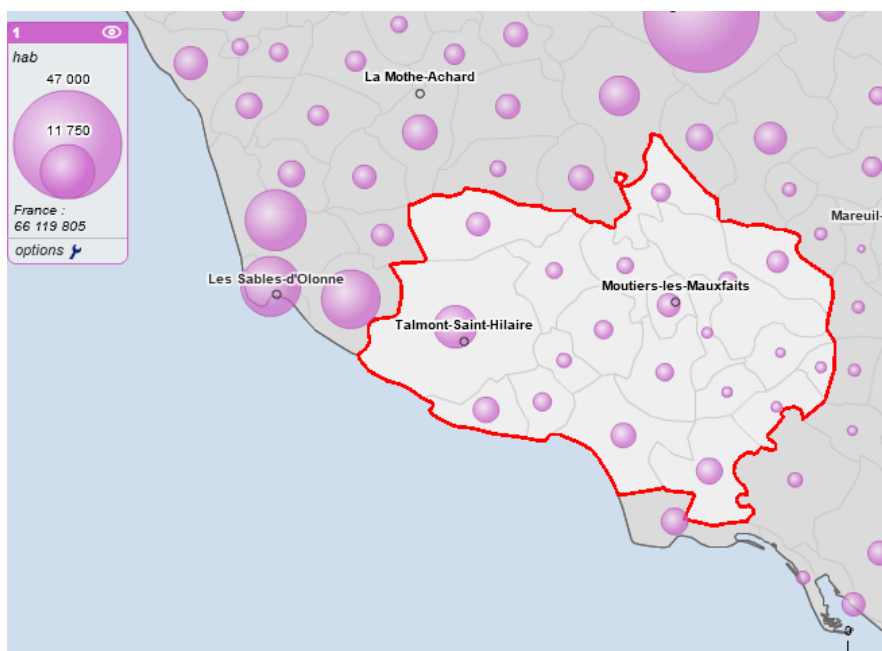 1
hab
47 000
11 750
France :
66 119 805
options
La Mothe-Achard
Mareuil-
Les Sables-d'Olonne
Moutiers-les-Mauxfaits
Talmont-Saint-Hilaire
0